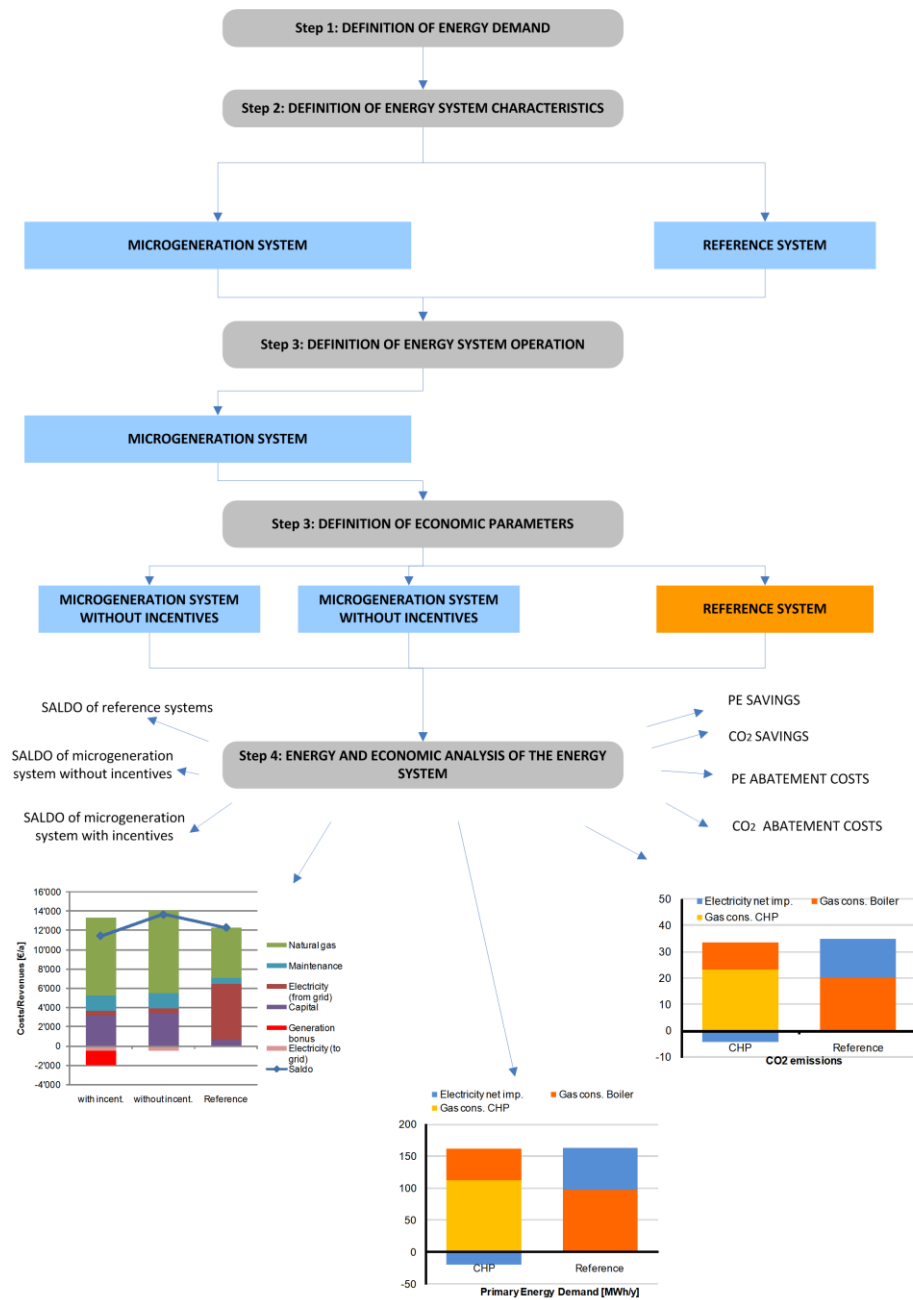 Step 1: DEFINITION OF ENERGY DEMAND
Step 2: DEFINITION OF ENERGY SYSTEM CHARACTERISTICS
MICROGENERATION SYSTEM
REFERENCE SYSTEM
Step 3: DEFINITION OF ENERGY SYSTEM OPERATION
MICROGENERATION SYSTEM
Step 3: DEFINITION OF ECONOMIC PARAMETERS
MICROGENERATION SYSTEM
WITHOUT INCENTIVES
MICROGENERATION SYSTEM
WITHOUT INCENTIVES
REFERENCE SYSTEM
SALDO of reference systems
SALDO of microgeneration
system without incentives
SALDO of microgeneration
system with incentives
Step 4: ENERGY AND ECONOMIC ANALYSIS OF THE ENERGY
SYSTEM
PE SAVINGS
CO2 SAVINGS
PE ABATEMENT COSTS
CO2 ABATEMENT COSTS
Costs/Revenues [€/a]
16'000
14'000
12'000
10'000
8'000
6'000
4'000
2'000
0
-2'000
-4'000
with incent.
without incent.
Reference
Natural gas
Maintenance
Electricity
(from grid)
Capital
Generation
bonus
Electricity (to
grid)
Saldo
50
40
30
20
10
0
-10
Electricity net imp.
Gas cons. Boiler
Gas cons. CHP
CHP
Reference
CO2 emissions
Electricity net imp.
Gas cons. Boiler
Gas cons. CHP
200
150
100
50
0
-50
CHP
Reference
Primary Energy Demand [MWh/y]